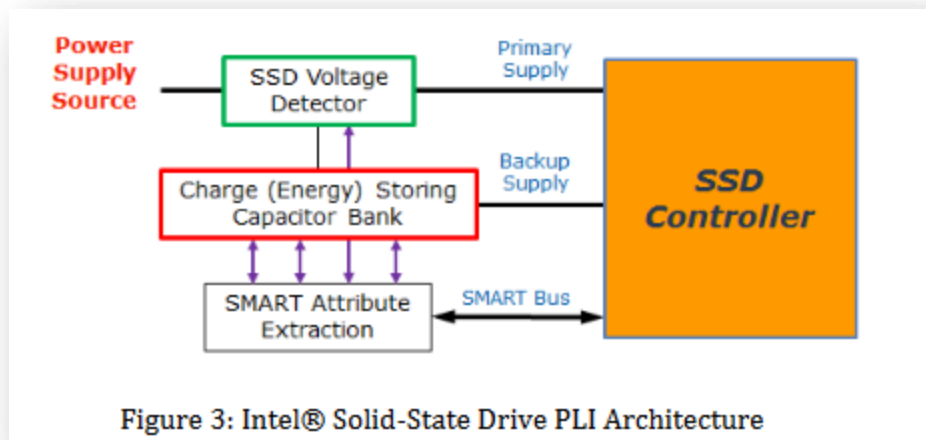 Power
Supply
Source
SSD Voltage
Detector
Primary
Supply
Charge (Energy) Storing
Capacitor Bank
Backup
Supply
SSD
Controller
SMART Attribute
Extraction
SMART Bus
Figure 3: Intel® Solid-State Drive PLI Architecture